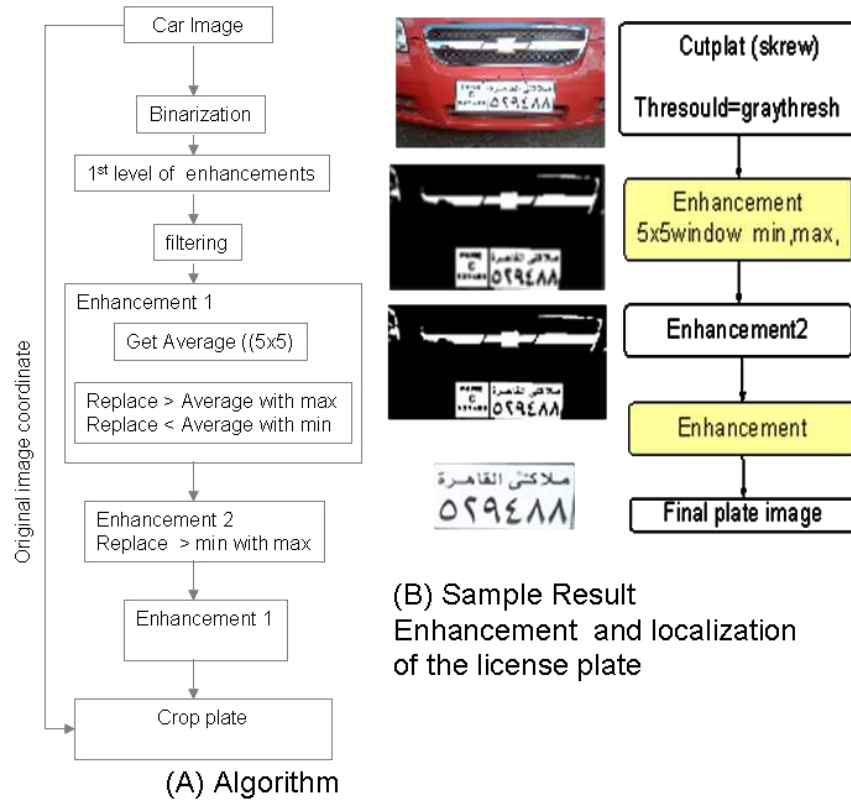 Car Image
Binarization
1st level of enhancements
filtering
Enhancement 1
Get Average ((5x5)
Replace > Average with max
Replace < Average with min
Enhancement 2
Replace > min with max
Enhancement 1
Crop plate
Original image coordinate
(A) Algorithm
ملاكى القاهرة
٥٢٩٤٨٨
ملاكى القاهرة
C
٥٢٩٤٨٨
ملاكى القاهرة
C
٥٢٩٤٨٨
ملاكى القاهرة
٥٢٩٤٨٨
Cutplat (skrew)
Thresould=graythresh
Enhancement
5x5window min,max,
Enhancement2
Enhancement
Final plate image
(B) Sample Result
Enhancement and localization
of the license plate